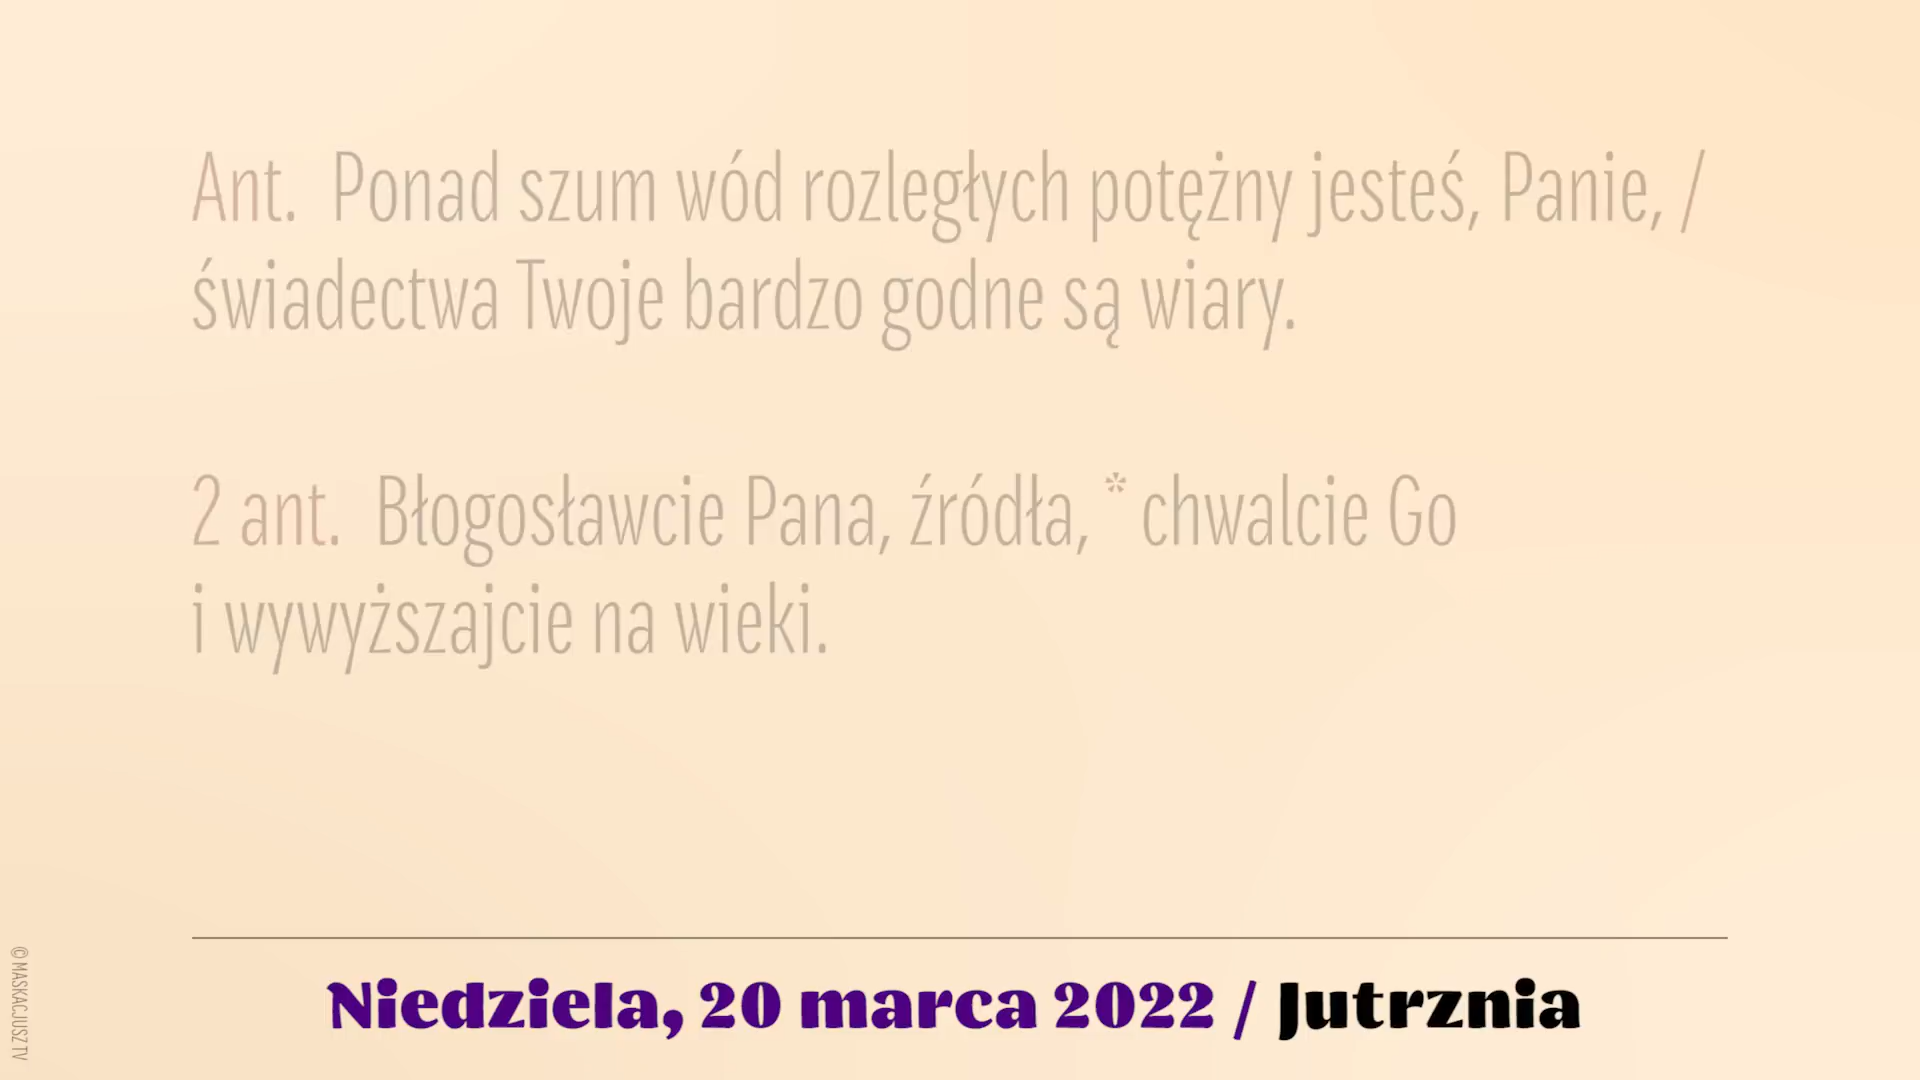 Ant. Ponad szum wód rozległych potężny jesteś, Panie, /
świadectwa Twoje bardzo godne są wiary.
2 ant. Błogosławcie Pana, źródła, * chwalcie Go
i wywyższajcie na wieki.
Niedziela, 20 marca 2022 / Jutrznia
© MASKACJUSZ TV